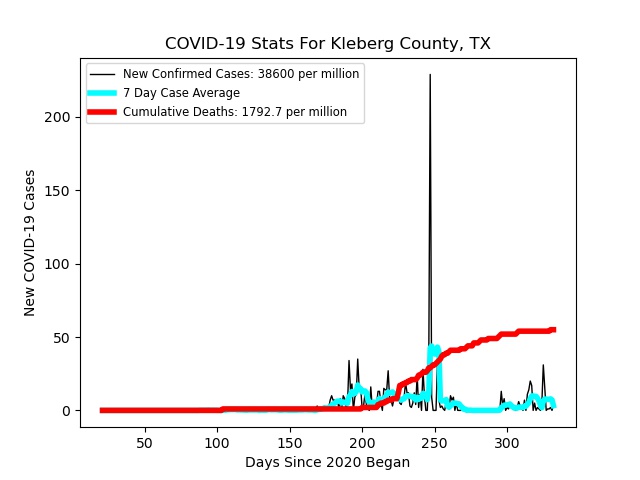 COVID-19 Stats For Kleberg County, TX
New Confirmed Cases: 38600 per million
7 Day Case Average
Cumulative Deaths: 1792.7 per million
New COVID-19 Cases
200
150
100
50
0
50 100 150 200 250 300
Days Since 2020 Began